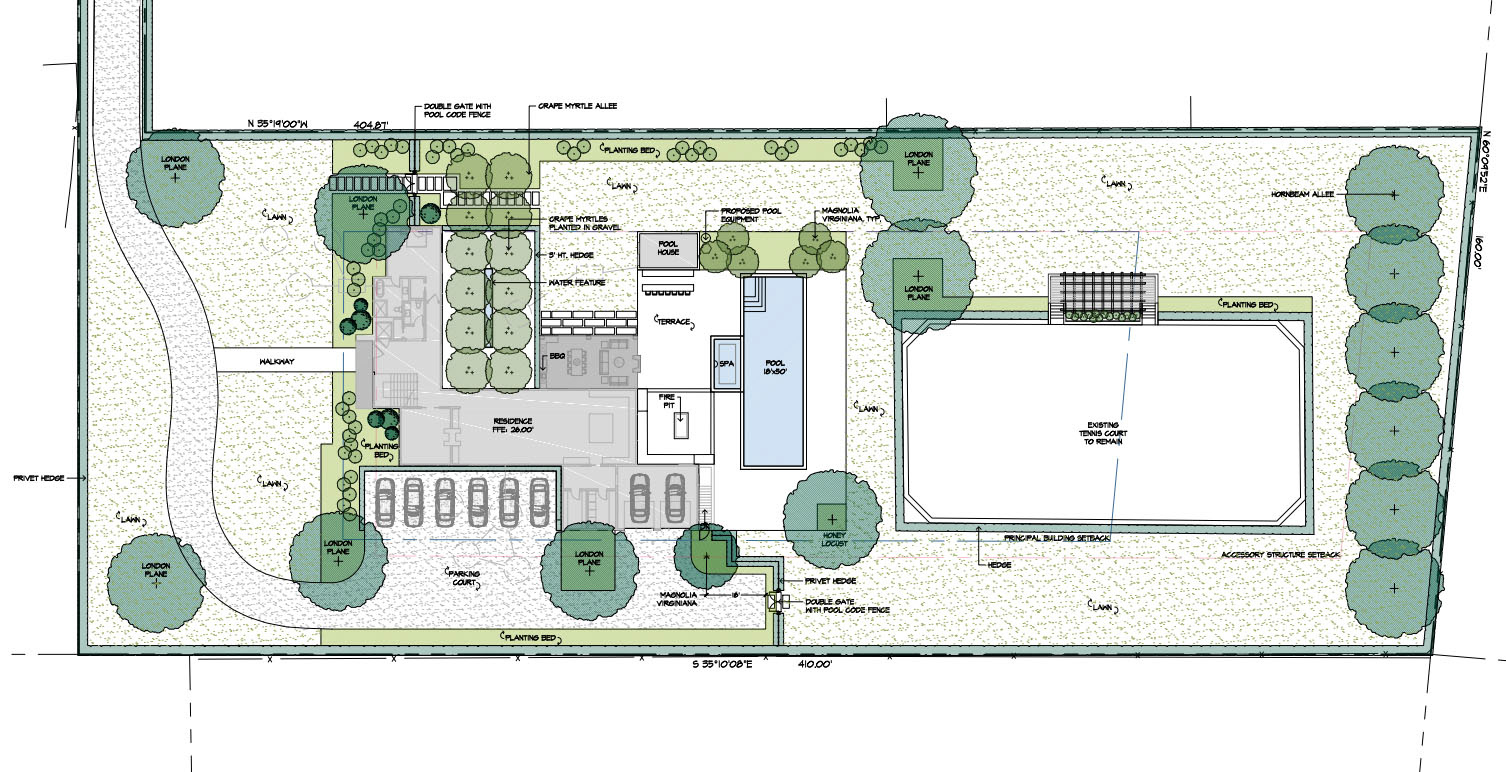 DOUBLE GATE WITH
POOL CODE FENCE
CRAPE MYRTLE ALLEE
N 35°19'00"W 404.87'
PLANTING BED
LONDON
PLANE
LONDON
PLANE
LONDON
PLANE
LAWN
LAWN
LAWN
HORNBEAM ALLEE
N 60°09'52"E
160.00'
CRAPE MYRTLES
PLANTED IN GRAVEL
PROPOSED POOL
EQUIPMENT
MAGNOLIA
VIRGINIANA, TYP.
POOL
HOUSE
3' HT. HEDGE
WATER FEATURE
LONDON
PLANE
PLANTING BED
TERRACE
BBQ
SPA
POOL
18'x50'
WALKWAY
FIRE
PIT
LAWN
RESIDENCE
FFE: 26.00'
EXISTING
TENNIS COURT
TO REMAIN
PLANTING
BED
PRIVET HEDGE
LAWN
LAWN
HONEY
LOCUST
PRINCIPAL BUILDING SETBACK
ACCESSORY STRUCTURE SETBACK
HEDGE
LONDON
PLANE
LONDON
PLANE
LONDON
PLANE
PARKING
COURT
PRIVET HEDGE
MAGNOLIA
VIRGINIANA
18'
DOUBLE GATE
WITH POOL CODE FENCE
LAWN
PLANTING BED
S 35°10'08"E 410.00'